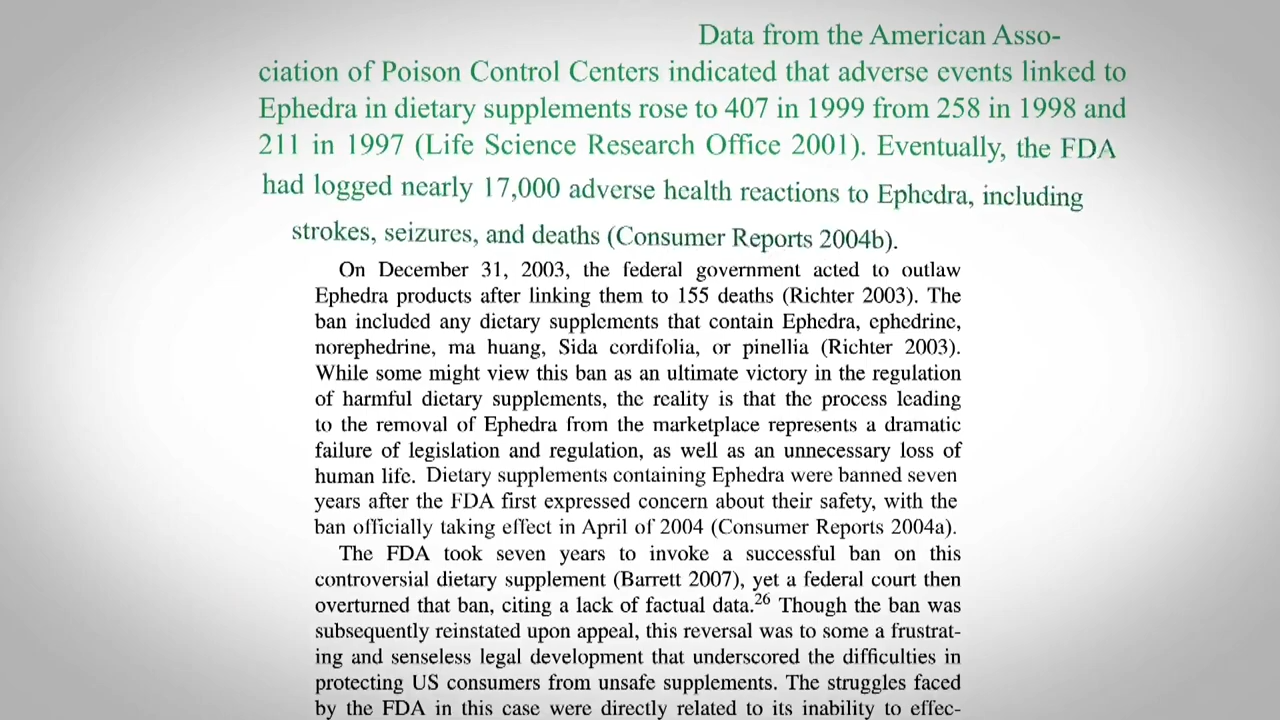 Data from the American Asso-
ciation of Poison Control Centers indicated that adverse events linked to
Ephedra in dietary supplements rose to 407 in 1999 from 258 in 1998 and
211 in 1997 (Life Science Research Office 2001). Eventually, the FDA
had logged nearly 17,000 adverse health reactions to Ephedra, including
strokes, seizures, and deaths (Consumer Reports 2004b).
On December 31, 2003, the federal government acted to outlaw
Ephedra products after linking them to 155 deaths (Richter 2003). The
ban included any dietary supplements that contain Ephedra, ephedrine,
norephedrine, ma huang, Sida cordifolia, or pinellia (Richter 2003).
While some might view this ban as an ultimate victory in the regulation
of harmful dietary supplements, the reality is that the process leading
to the removal of Ephedra from the marketplace represents a dramatic
failure of legislation and regulation, as well as an unnecessary loss of
human life. Dietary supplements containing Ephedra were banned seven
years after the FDA first expressed concern about their safety, with the
ban officially taking effect in April of 2004 (Consumer Reports 2004a).
The FDA took seven years to invoke a successful ban on this
controversial dietary supplement (Barrett 2007), yet a federal court then
overturned that ban, citing a lack of factual data.26 Though the ban was
subsequently reinstated upon appeal, this reversal was to some a frustrat-
ing and senseless legal development that underscored the difficulties in
protecting US consumers from unsafe supplements. The struggles faced
by the FDA in this case were directly related to its inability to effec-